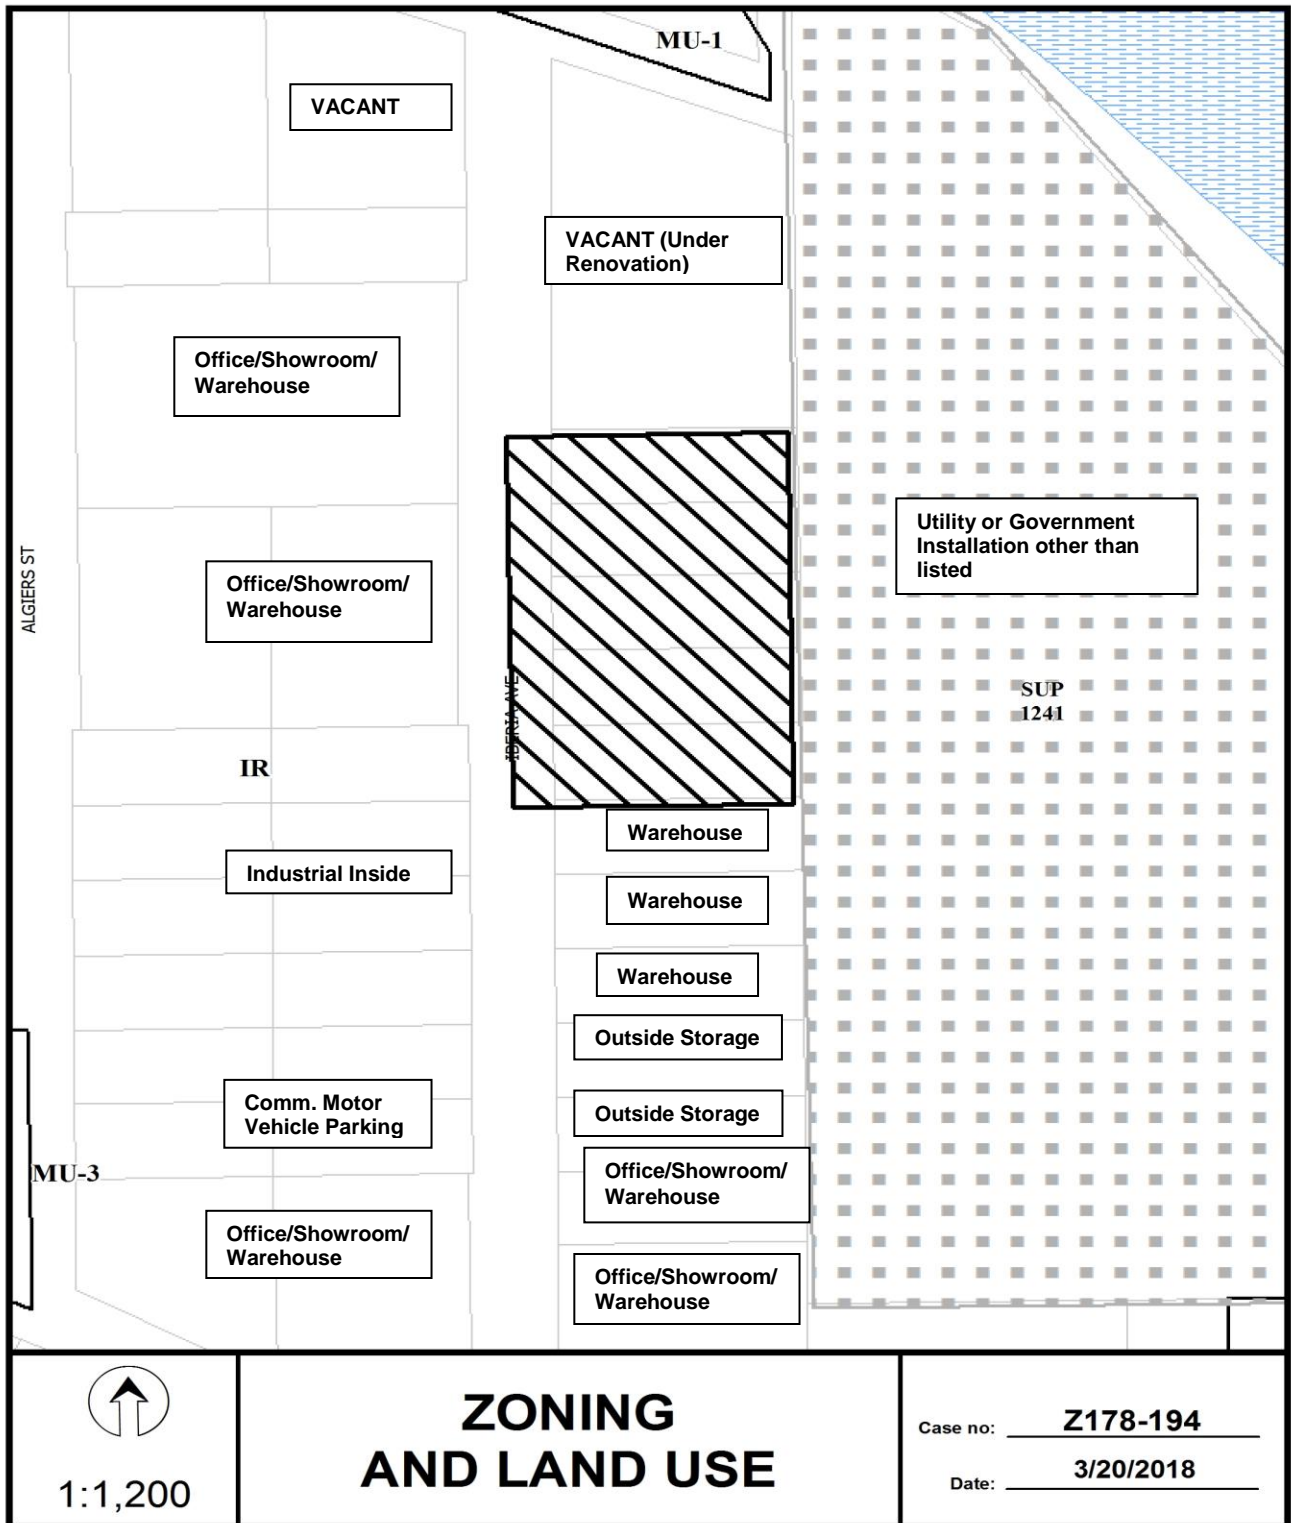 MU-1
VACANT
VACANT (Under
Renovation)
Office/Showroom/
Warehouse
Utility or Government
Installation other than
listed
ALGIERS ST
Office/Showroom/
Warehouse
SUP
1241
IBERIA AVE
IR
Warehouse
Industrial Inside
Warehouse
Warehouse
Outside Storage
Comm. Motor
Vehicle Parking
Outside Storage
MU-3
Office/Showroom/
Warehouse
Office/Showroom/
Warehouse
Office/Showroom/
Warehouse
1:1,200
ZONING
AND LAND USE
Case no: Z178-194
Date: 3/20/2018